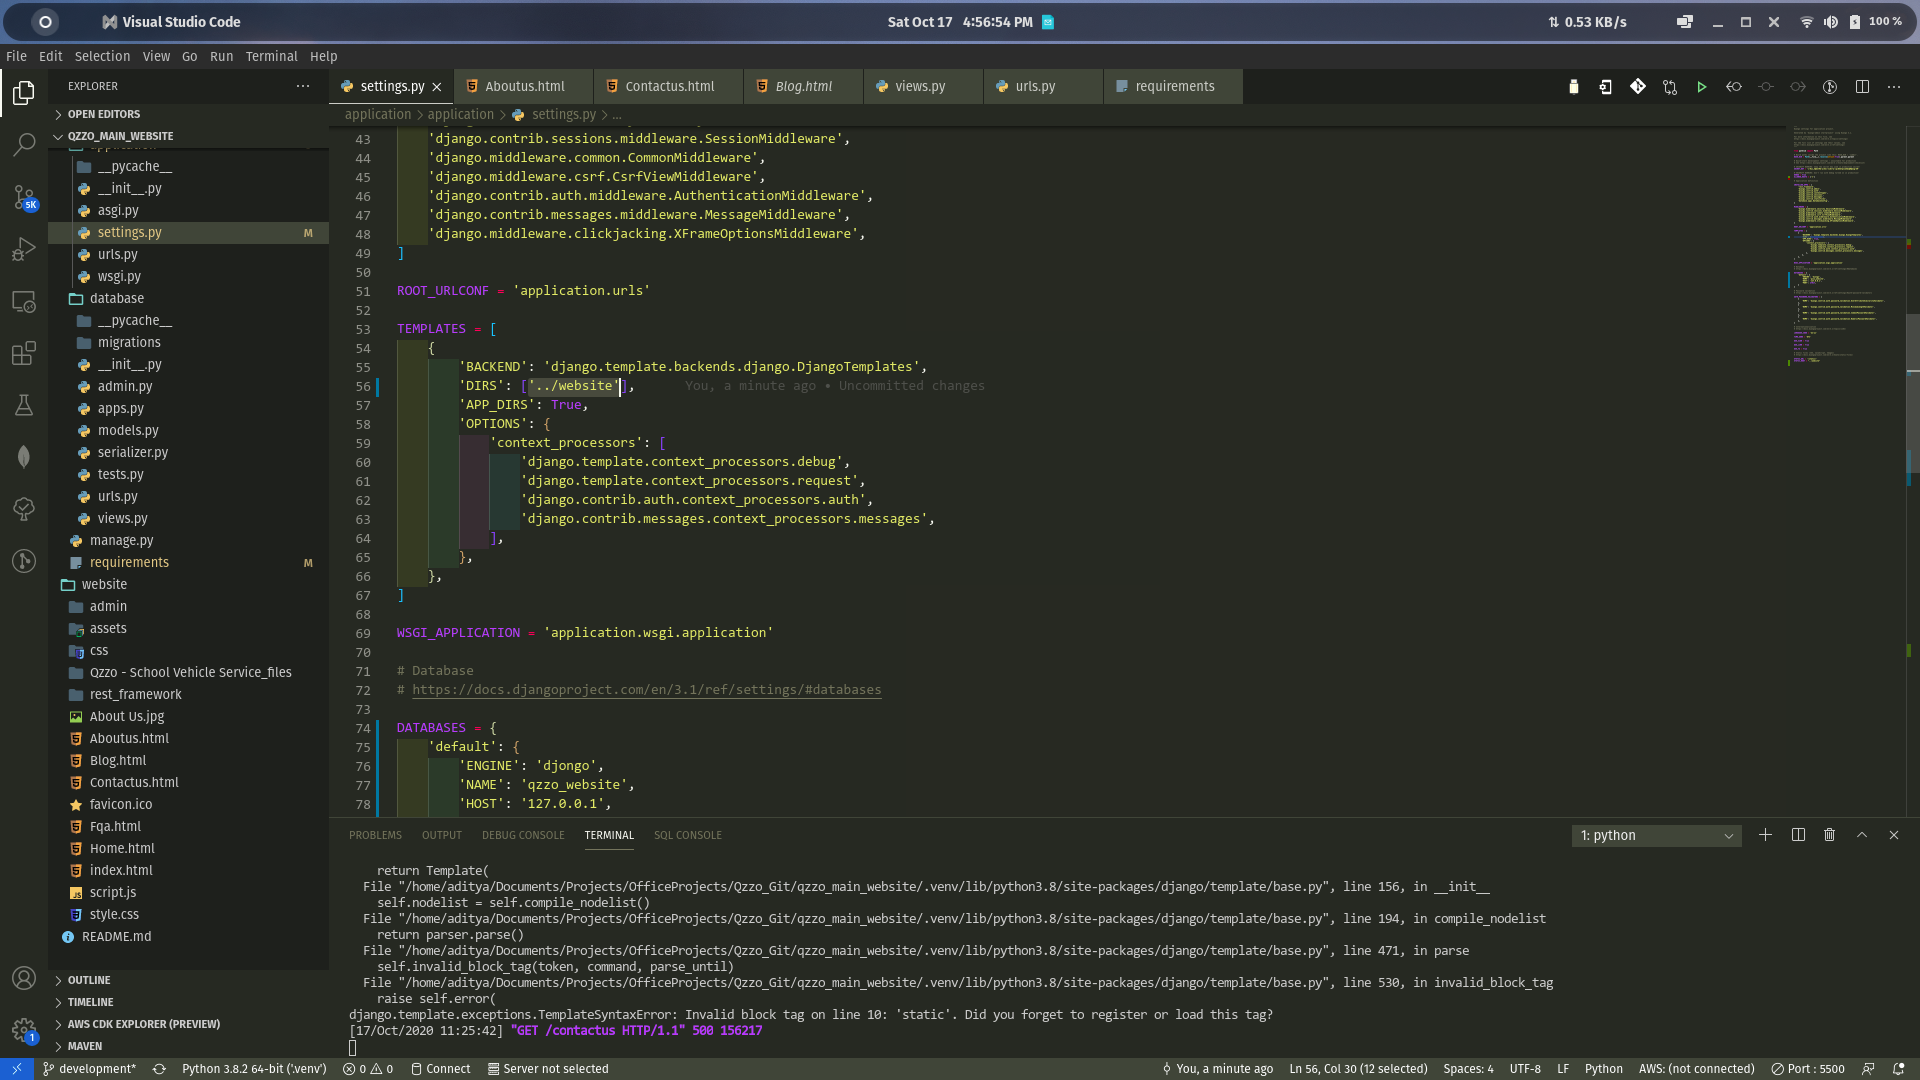 Visual Studio Code
Sat Oct 17 4:56:54 PM
0.53 KB/s
100 %
File Edit Selection View Go Run Terminal Help
EXPLORER
settings.py
Aboutus.html
Contactus.html
Blog.html
views.py
urls.py
requirements
OPEN EDITORS
QZZO_MAIN_WEBSITE
__pycache__
__init__.py
asgi.py
settings.py M
urls.py
wsgi.py
database
__pycache__
migrations
__init__.py
admin.py
apps.py
models.py
serializer.py
tests.py
urls.py
views.py
manage.py
requirements M
website
admin
assets
css
Qzzo - School Vehicle Service_files
rest_framework
About Us.jpg
Aboutus.html
Blog.html
Contactus.html
favicon.ico
Fqa.html
Home.html
index.html
script.js
style.css
README.md
OUTLINE
TIMELINE
AWS CDK EXPLORER (PREVIEW)
MAVEN
5K
1
application > application > settings.py > ...
43 'django.contrib.sessions.middleware.SessionMiddleware',
44 'django.middleware.common.CommonMiddleware',
45 'django.middleware.csrf.CsrfViewMiddleware',
46 'django.contrib.auth.middleware.AuthenticationMiddleware',
47 'django.contrib.messages.middleware.MessageMiddleware',
48 'django.middleware.clickjacking.XFrameOptionsMiddleware',
49 ]
50
51 ROOT_URLCONF = 'application.urls'
52
53 TEMPLATES = [
54 {
55 'BACKEND': 'django.template.backends.django.DjangoTemplates',
56 'DIRS': ['../website'], You, a minute ago • Uncommitted changes
57 'APP_DIRS': True,
58 'OPTIONS': {
59 'context_processors': [
60 'django.template.context_processors.debug',
61 'django.template.context_processors.request',
62 'django.contrib.auth.context_processors.auth',
63 'django.contrib.messages.context_processors.messages',
64 ],
65 },
66 },
67 ]
68
69 WSGI_APPLICATION = 'application.wsgi.application'
70
71 # Database
72 # https://docs.djangoproject.com/en/3.1/ref/settings/#databases
73
74 DATABASES = {
75 'default': {
76 'ENGINE': 'djongo',
77 'NAME': 'qzzo_website',
78 'HOST': '127.0.0.1',
PROBLEMS OUTPUT DEBUG CONSOLE TERMINAL SQL CONSOLE
1: python
return Template(
File "/home/aditya/Documents/Projects/OfficeProjects/Qzzo_Git/qzzo_main_website/.venv/lib/python3.8/site-packages/django/template/base.py", line 156, in __init__
self.nodelist = self.compile_nodelist()
File "/home/aditya/Documents/Projects/OfficeProjects/Qzzo_Git/qzzo_main_website/.venv/lib/python3.8/site-packages/django/template/base.py", line 194, in compile_nodelist
return parser.parse()
File "/home/aditya/Documents/Projects/OfficeProjects/Qzzo_Git/qzzo_main_website/.venv/lib/python3.8/site-packages/django/template/base.py", line 471, in parse
self.invalid_block_tag(token, command, parse_until)
File "/home/aditya/Documents/Projects/OfficeProjects/Qzzo_Git/qzzo_main_website/.venv/lib/python3.8/site-packages/django/template/base.py", line 530, in invalid_block_tag
raise self.error(
django.template.exceptions.TemplateSyntaxError: Invalid block tag on line 10: 'static'. Did you forget to register or load this tag?
[17/Oct/2020 11:25:42] "GET /contactus HTTP/1.1" 500 156217
development* Python 3.8.2 64-bit ('.venv') 0 0 Connect Server not selected You, a minute ago Ln 56, Col 30 (12 selected) Spaces: 4 UTF-8 LF Python AWS: (not connected) Port : 5500